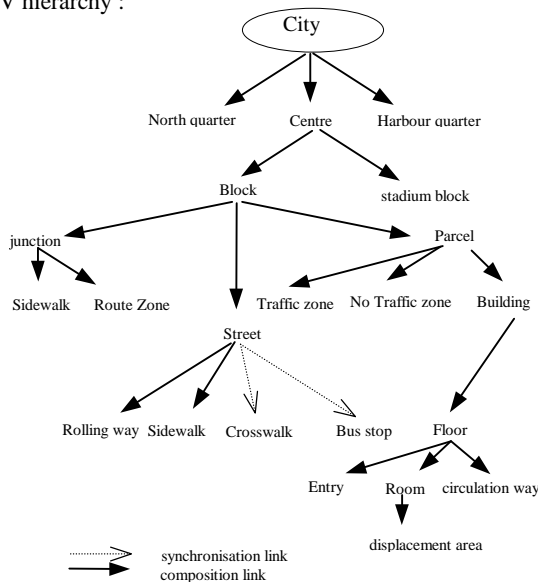 V hierarchy :
City
North quarter Centre Harbour quarter
Block stadium block
junction Parcel
Sidewalk Route Zone Traffic zone No Traffic zone Building
Street
Rolling way Sidewalk Crosswalk Bus stop Floor
Entry Room circulation way
displacement area
synchronisation link
composition link